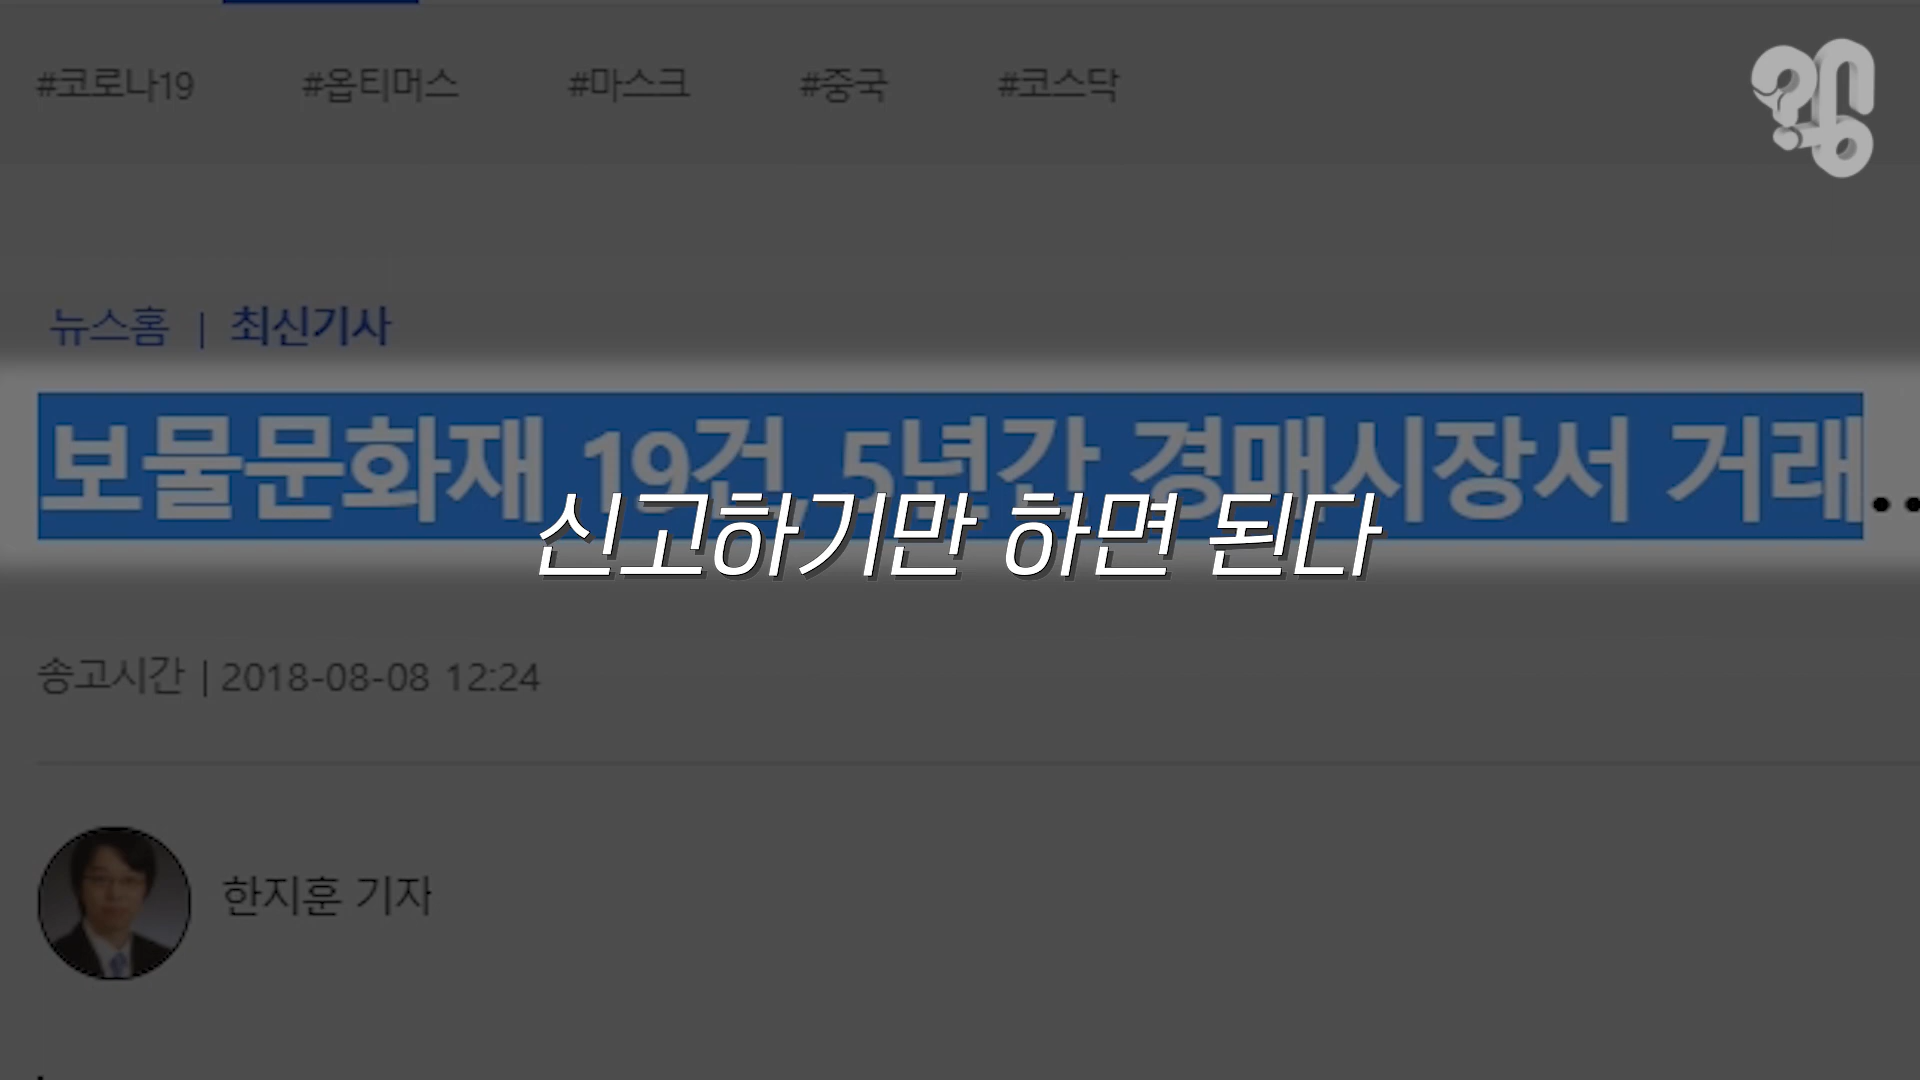 #코로나19 #옵티머스 #마스크 #중국 #코스닥
뉴스홈 | 최신기사
보물문화재 19건, 5년간 경매시장서 거래..
신고하기만 하면 된다
송고시간 | 2018-08-08 12:24
한지훈 기자